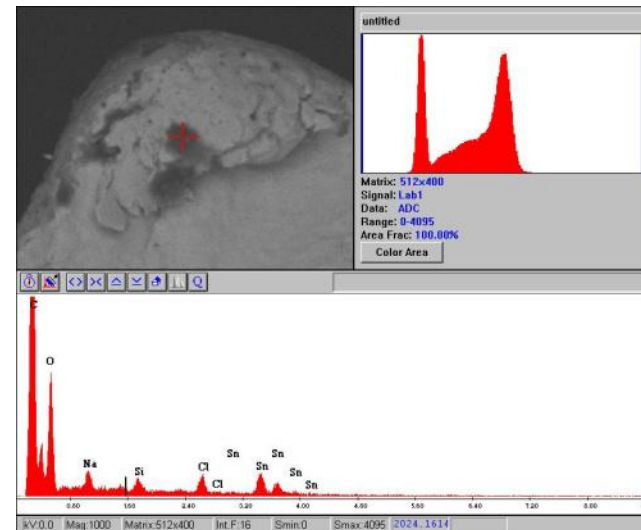 untitled
Matrix: 512x400
Signal: Lab1
Data: ADC
Range: 0-4095
Area Frac: 100.00%
Color Area
Q
C
O
Na
Si
Cl
Cl
Sn
Sn
Sn
Sn
Sn
0.80 1.60 2.40 3.20 4.00 4.80 5.60 6.40 7.20 8.00
kV:0.0 Mag:1000 Matrix:512x400 Int.F:16 Smin:0 Smax:4095 2024.1614